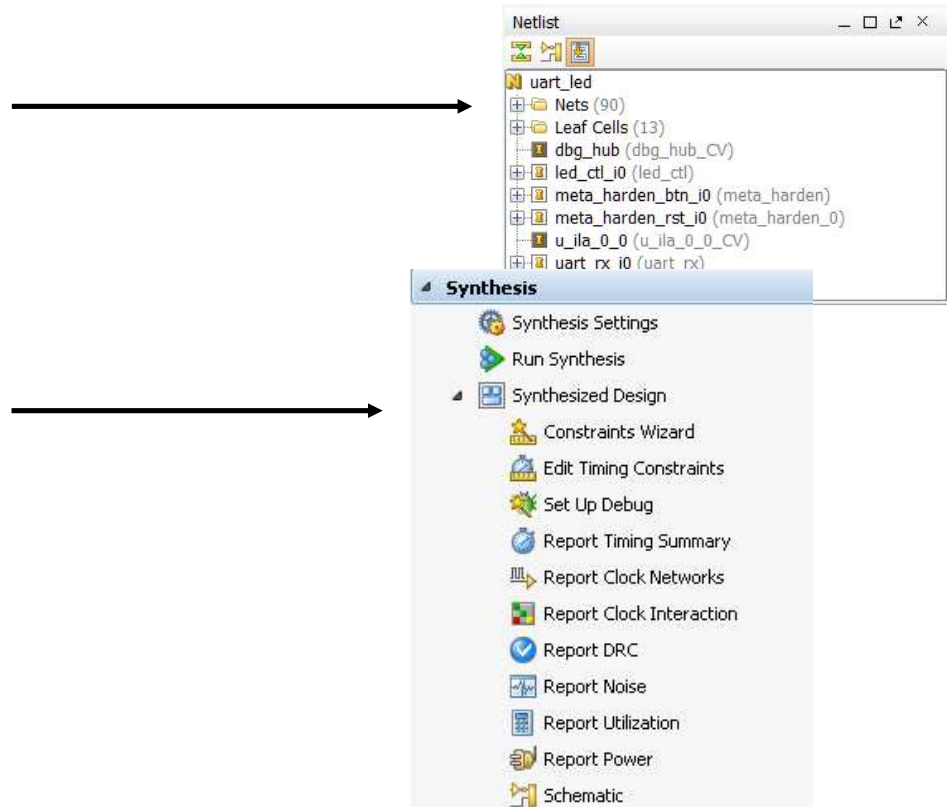 Netlist
uart_led
Nets (90)
Leaf Cells (13)
dbg_hub (dbg_hub_CV)
led_ctl_i0 (led_ctl)
meta_harden_btn_i0 (meta_harden)
meta_harden_rst_i0 (meta_harden_0)
u_ila_0_0 (u_ila_0_0_CV)
uart_rx_i0 (uart_rx)
Synthesis
Synthesis Settings
Run Synthesis
Synthesized Design
Constraints Wizard
Edit Timing Constraints
Set Up Debug
Report Timing Summary
Report Clock Networks
Report Clock Interaction
Report DRC
Report Noise
Report Utilization
Report Power
Schematic